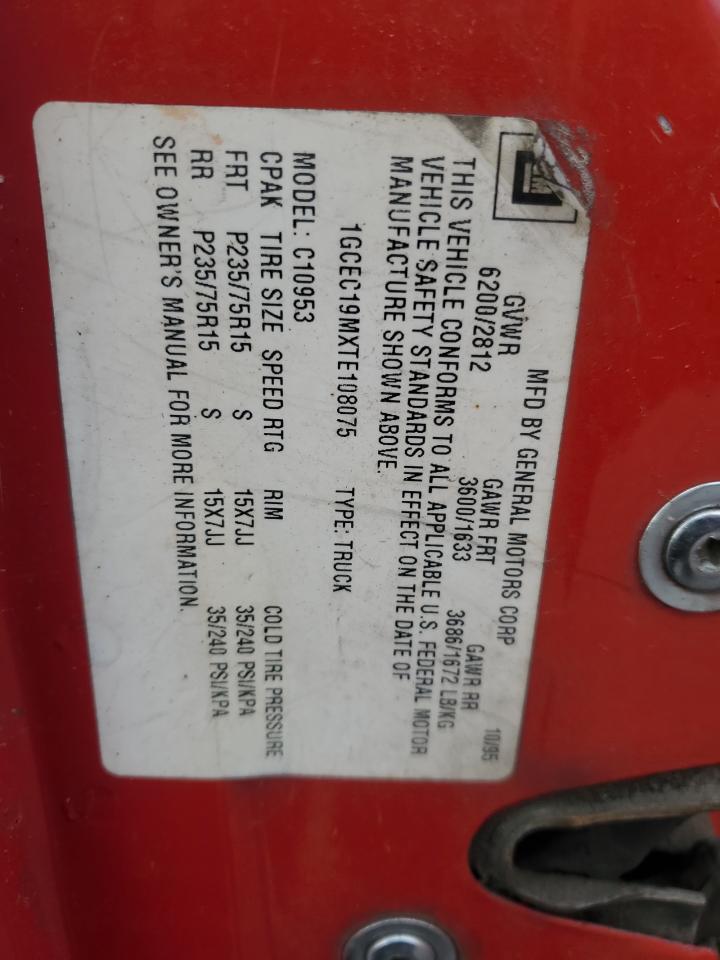 GM
MFD BY GENERAL MOTORS CORP 10/95
GVWR GAWR FRT GAWR RR
6200/2812 3600/1633 3686/1672 LB/KG
THIS VEHICLE CONFORMS TO ALL APPLICABLE U.S. FEDERAL MOTOR
VEHICLE SAFETY STANDARDS IN EFFECT ON THE DATE OF
MANUFACTURE SHOWN ABOVE.
1GCEC19MXTE108075 TYPE: TRUCK
MODEL: C10953
CPAK TIRE SIZE SPEED RTG RIM COLD TIRE PRESSURE
FRT P235/75R15 S 15X7JJ 35/240 PSI/KPA
RR P235/75R15 S 15X7JJ 35/240 PSI/KPA
SEE OWNER'S MANUAL FOR MORE INFORMATION.